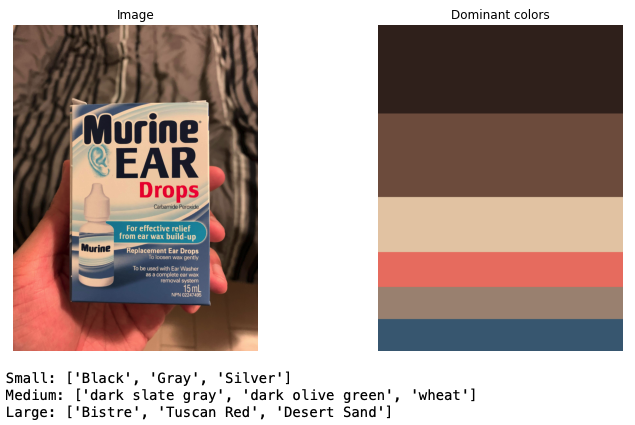 Image
Dominant colors
Murine
EAR
Drops
Carbamide Peroxide
For effective relief
from ear wax build-up
Murine
Replacement Ear Drops
To loosen wax gently
To be used with Ear Washer
as a complete ear wax
removal system
15 mL
NPN 02247495
Small: ['Black', 'Gray', 'Silver']
Medium: ['dark slate gray', 'dark olive green', 'wheat']
Large: ['Bistre', 'Tuscan Red', 'Desert Sand']